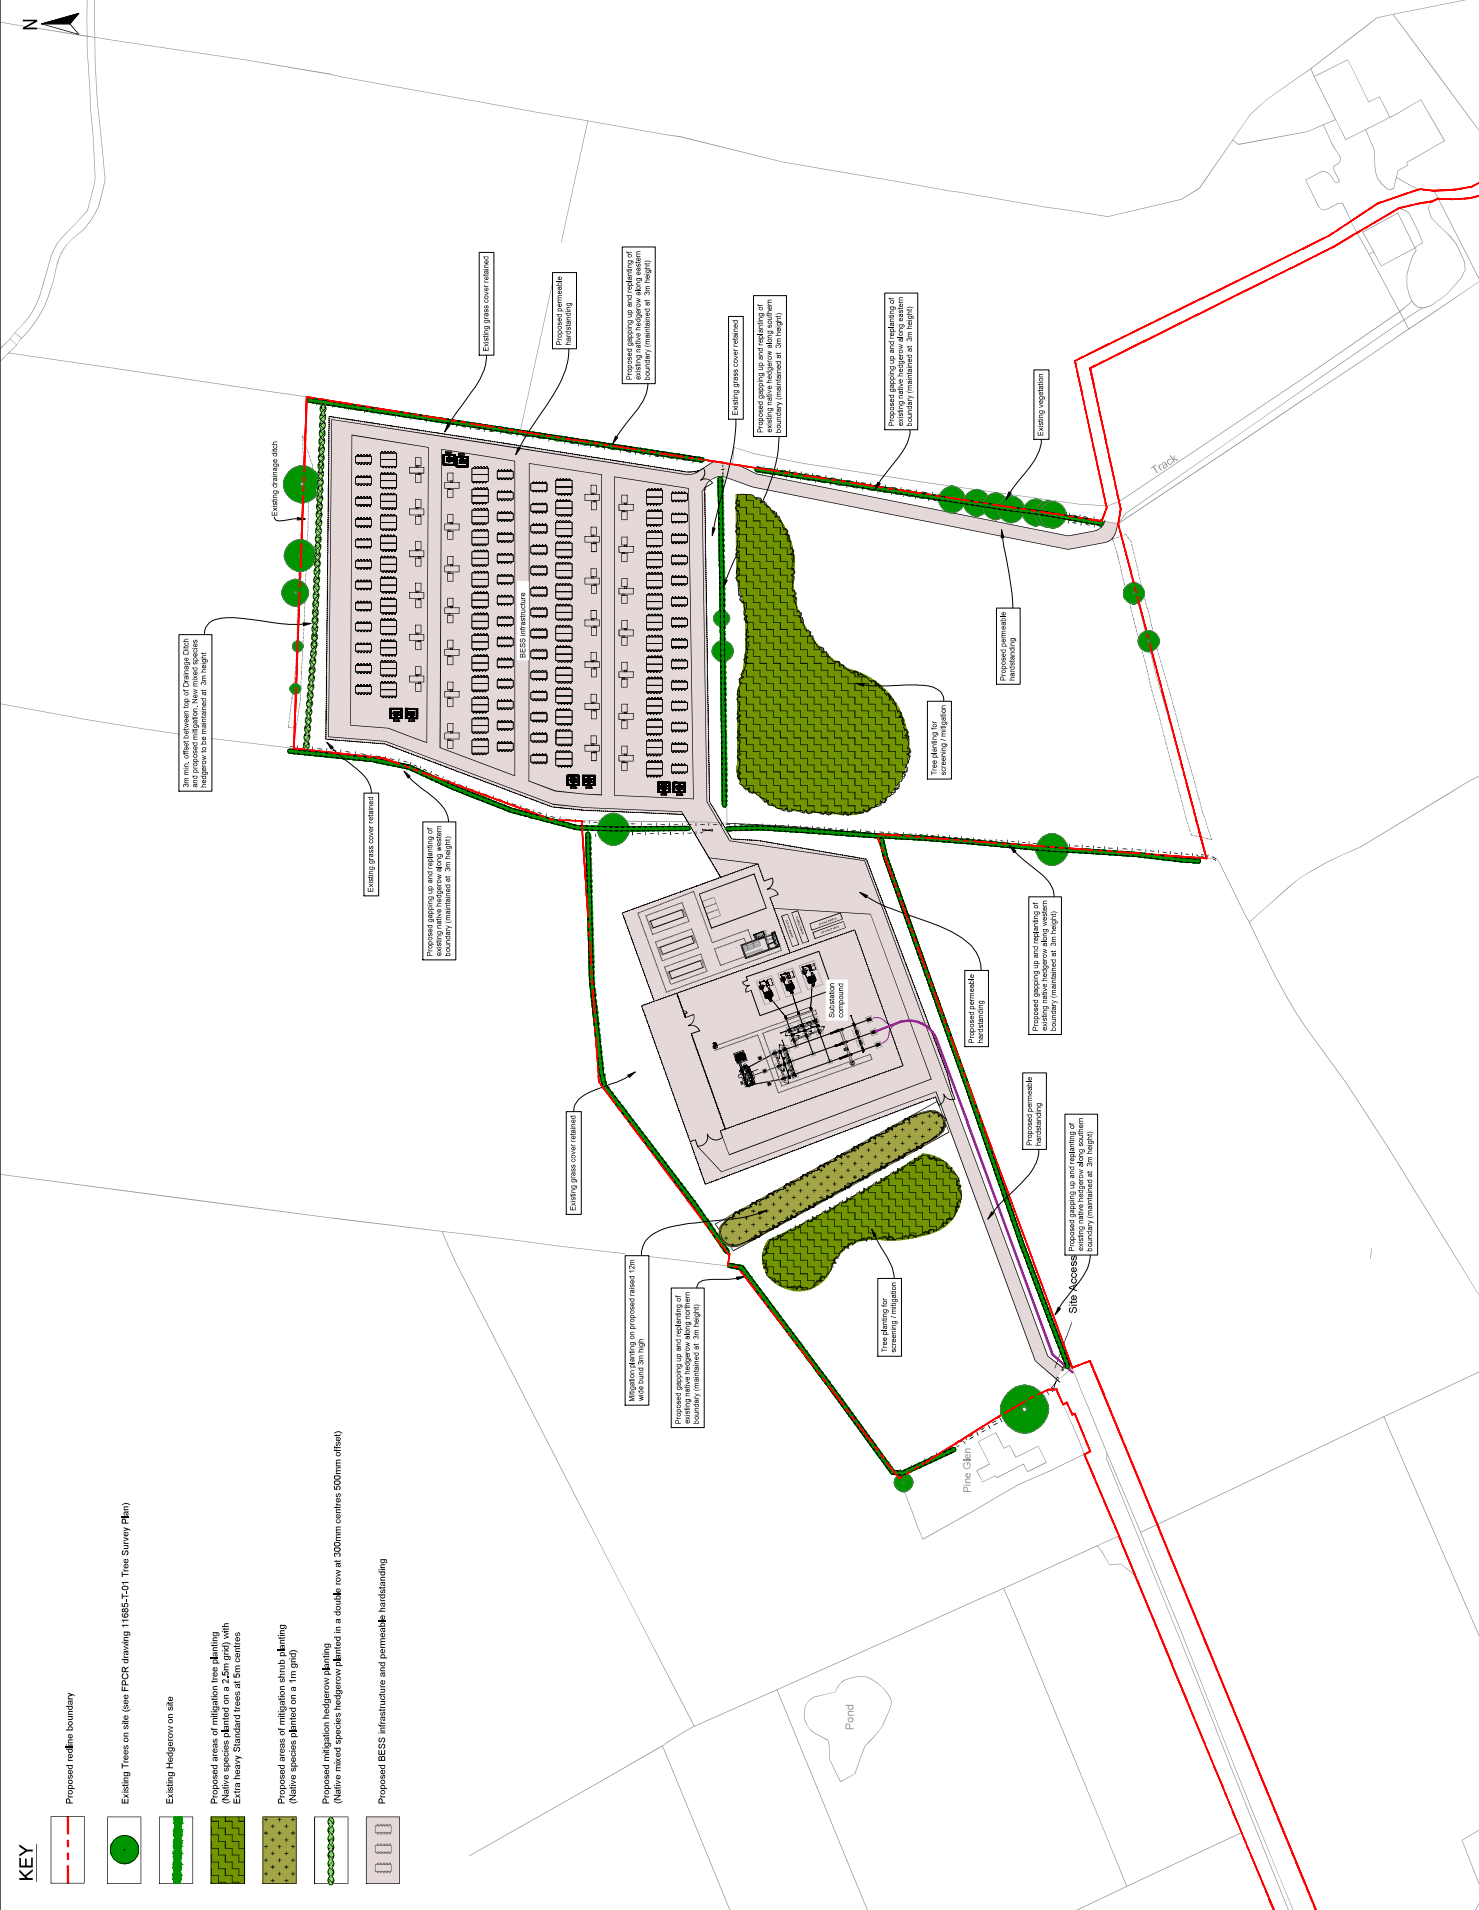 KEY
Proposed redline boundary
Existing Trees on site (see FPCR drawing 11685-T-01 Tree Survey Plan)
Existing Hedgerow on site
Proposed areas of mitigation tree planting
(Native species planted on a 2.5m grid) with
Extra heavy Standard trees at 5m centres
Proposed areas of mitigation shrub planting
(Native species planted on a 1m grid)
Proposed mitigation hedgerow planting
(Native mixed species hedgerow planted in a double row at 300mm centres 500mm offset)
Proposed BESS infrastructure and permeable hardstanding
N
3m min. offset between top of Drainage Ditch
and proposed mitigation. New mixed species
hedgerow to be maintained at 3m height
Existing drainage ditch
Existing grass cover retained
Proposed gapping up and replanting of
existing native hedgerow along western
boundary (maintained at 3m height)
Existing grass cover retained
Proposed permeable
hardstanding
Proposed gapping up and replanting of
existing native hedgerow along eastern
boundary (maintained at 3m height)
BESS infrastructure
Existing grass cover retained
Proposed gapping up and replanting of
existing native hedgerow along southern
boundary (maintained at 3m height)
Proposed gapping up and replanting of
existing native hedgerow along eastern
boundary (maintained at 3m height)
Existing vegetation
Tree planting for
screening / mitigation
Proposed permeable
hardstanding
Track
Existing grass cover retained
Mitigation planting on proposed raised 12m
wide bund 3m high
Proposed gapping up and replanting of
existing native hedgerow along northern
boundary (maintained at 3m height)
Substation
compound
Tree planting for
screening / mitigation
Proposed permeable
hardstanding
Proposed gapping up and replanting of
existing native hedgerow along western
boundary (maintained at 3m height)
Proposed permeable
hardstanding
Proposed gapping up and replanting of
existing native hedgerow along southern
boundary (maintained at 3m height)
Site Access
Pine Glen
Pond